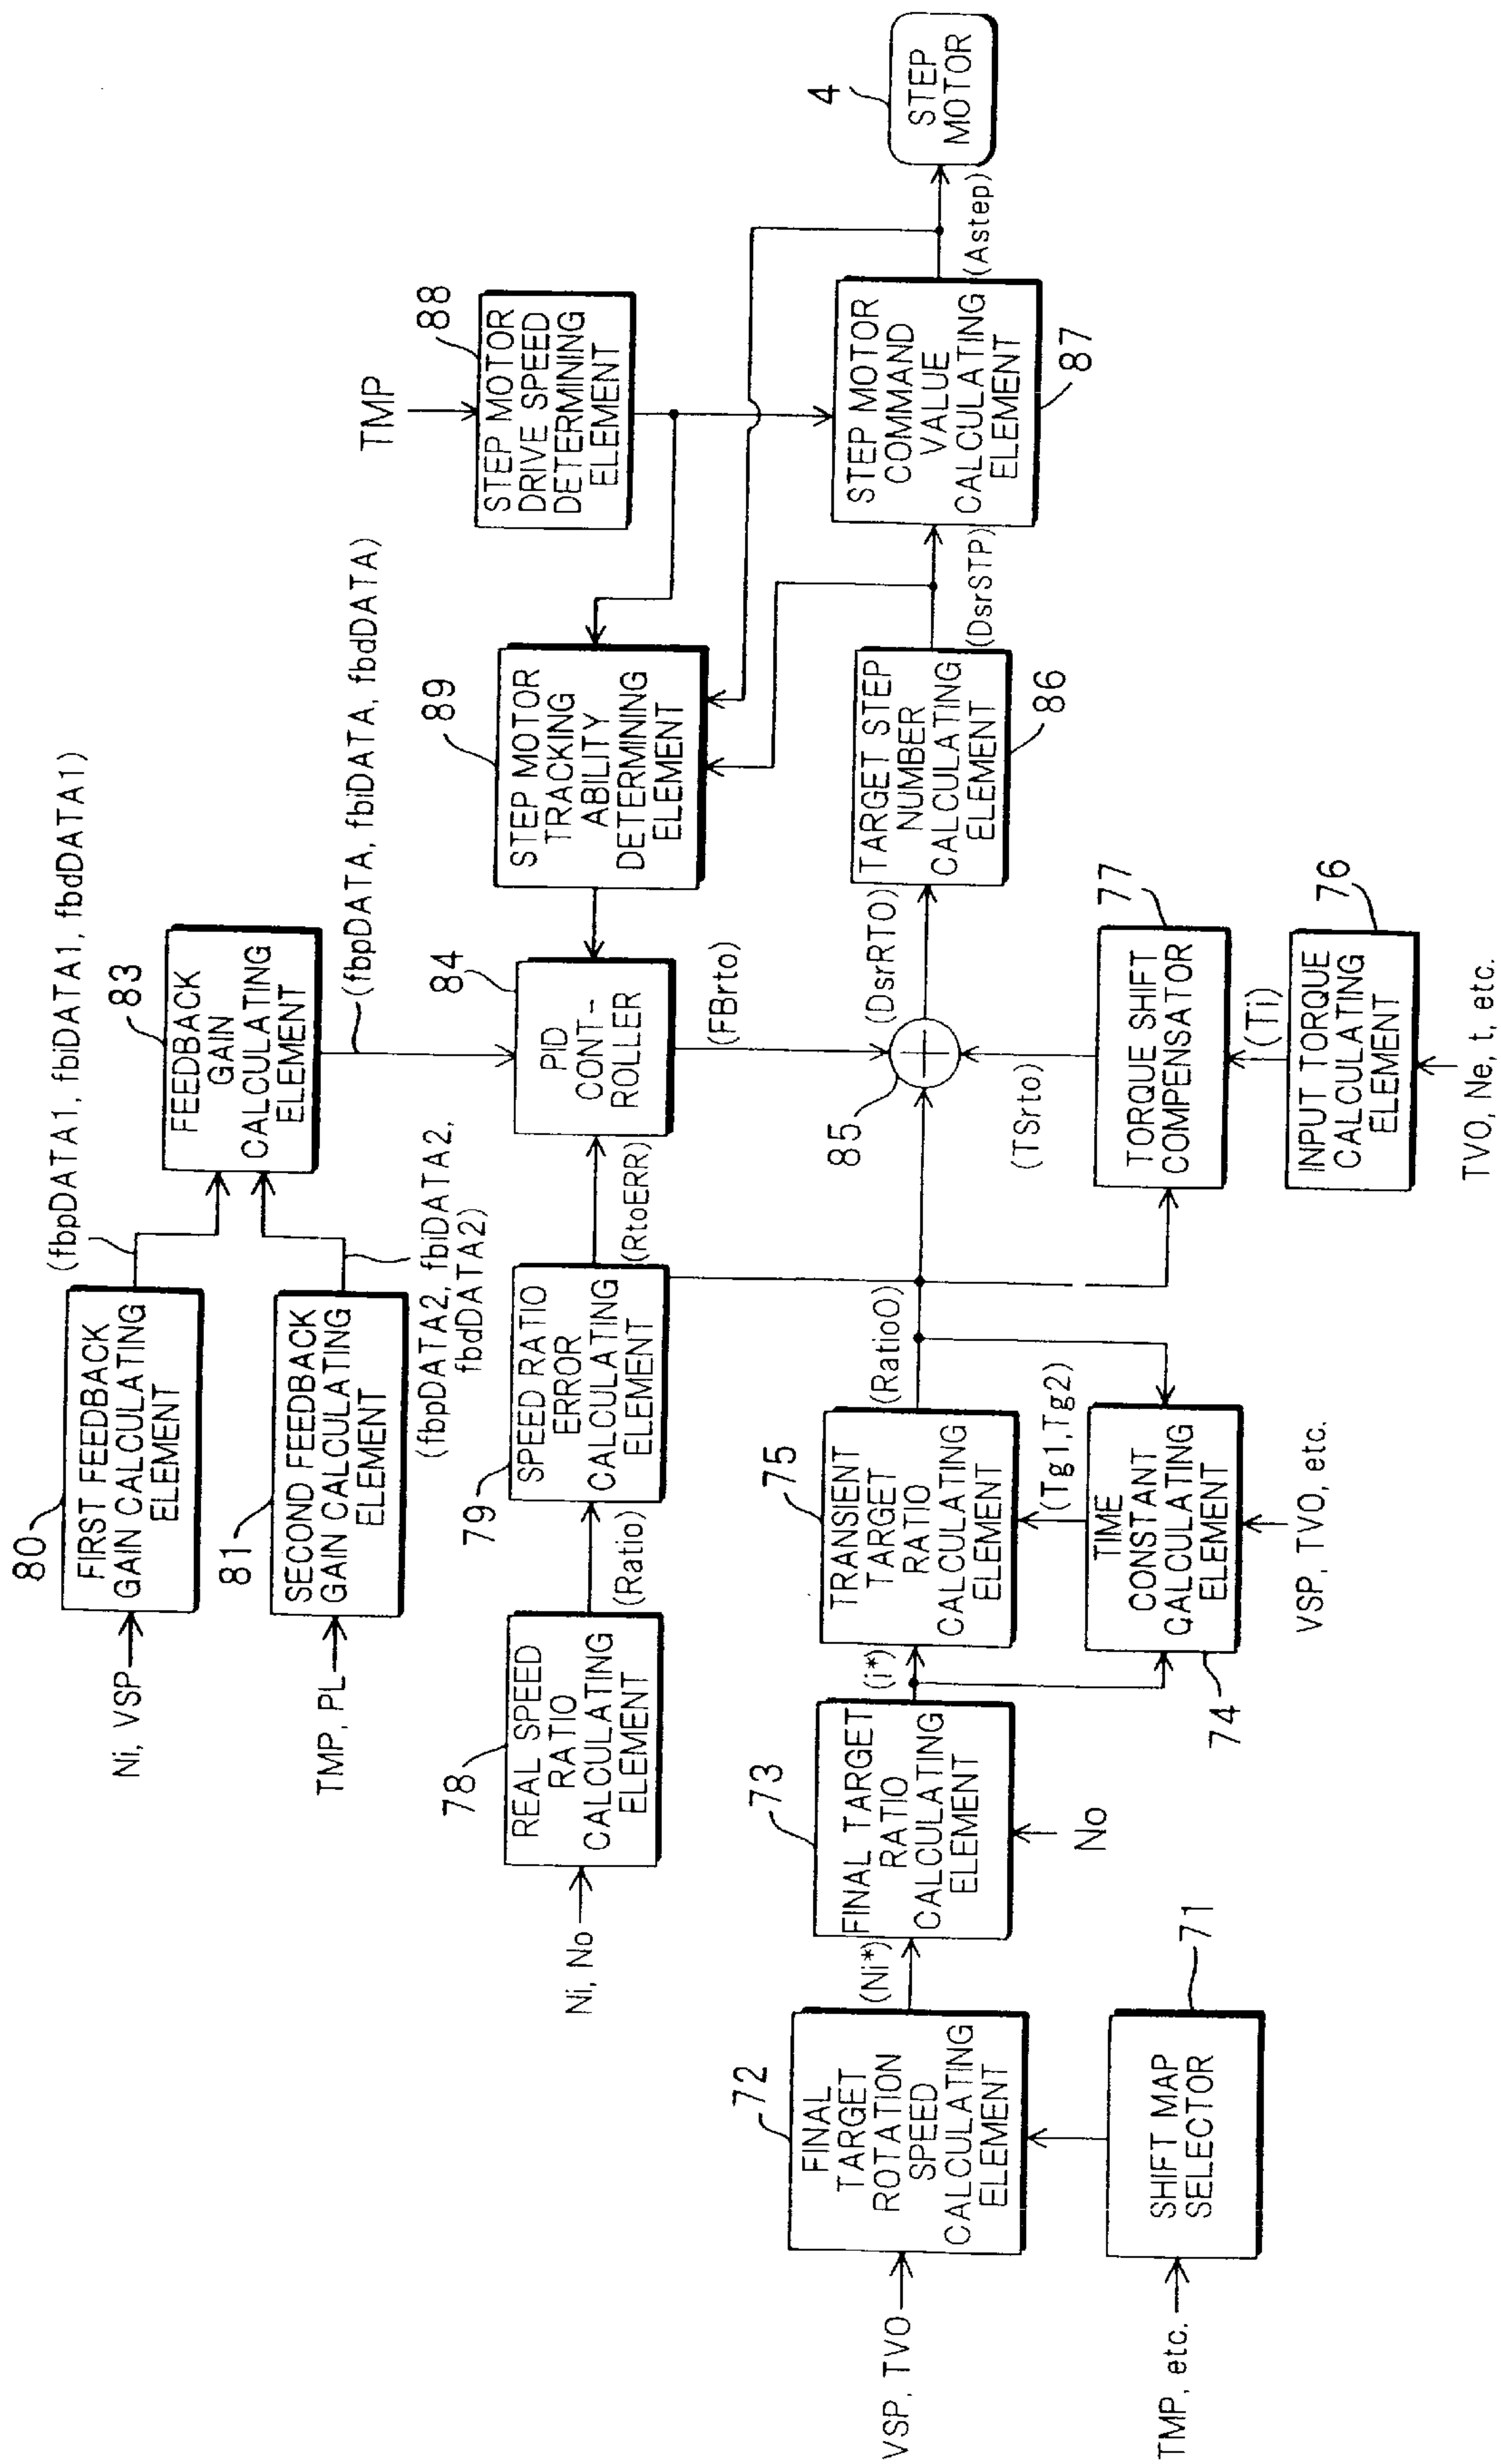 80
FIRST FEEDBACK
GAIN CALCULATING
ELEMENT
Ni, VSP
(fbpDATA1, fbiDATA1, fbdDATA1)
81
SECOND FEEDBACK
GAIN CALCULATING
ELEMENT
TMP, PL
(fbpDATA2, fbiDATA2,
fbdDATA2)
83
FEEDBACK
GAIN
CALCULATING
ELEMENT
(fbpDATA, fbiDATA, fbdDATA)
78
REAL SPEED
RATIO
CALCULATING
ELEMENT
Ni, No
(Ratio)
79
SPEED RATIO
ERROR
CALCULATING
ELEMENT
(RtoERR)
84
PID
CONT-
ROLLER
(FBrto)
89
STEP MOTOR
TRACKING
ABILITY
DETERMINING
ELEMENT
TMP
88
STEP MOTOR
DRIVE SPEED
DETERMINING
ELEMENT
VSP, TVO
72
FINAL
TARGET
ROTATION
SPEED
CALCULATING
ELEMENT
(Ni*)
TMP, etc.
71
SHIFT MAP
SELECTOR
73
FINAL TARGET
RATIO
CALCULATING
ELEMENT
No
(i*)
75
TRANSIENT
TARGET
RATIO
CALCULATING
ELEMENT
(RatioO)
(Tg1,Tg2)
74
TIME
CONSTANT
CALCULATING
ELEMENT
VSP, TVO, etc.
85
(TSrto)
(DsrRTO)
77
TORQUE SHIFT
COMPENSATOR
(Ti)
76
INPUT TORQUE
CALCULATING
ELEMENT
TVO, Ne, t, etc.
86
TARGET STEP
NUMBER
CALCULATING
ELEMENT
(DsrSTP)
87
STEP MOTOR
COMMAND
VALUE
CALCULATING
ELEMENT
(Astep)
4
STEP
MOTOR